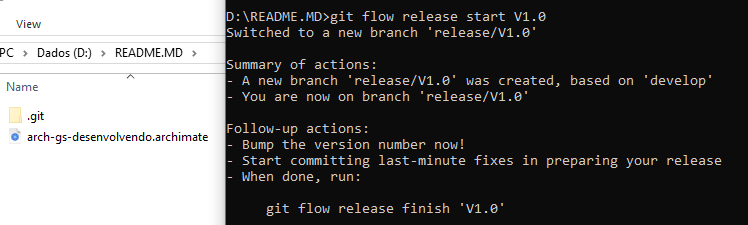 View
PC > Dados (D:) > README.MD >
Name
.git
arch-gs-desenvolvendo.archimate
D:\README.MD>git flow release start V1.0
Switched to a new branch 'release/V1.0'
Summary of actions:
- A new branch 'release/V1.0' was created, based on 'develop'
- You are now on branch 'release/V1.0'
Follow-up actions:
- Bump the version number now!
- Start committing last-minute fixes in preparing your release
- When done, run:
git flow release finish 'V1.0'